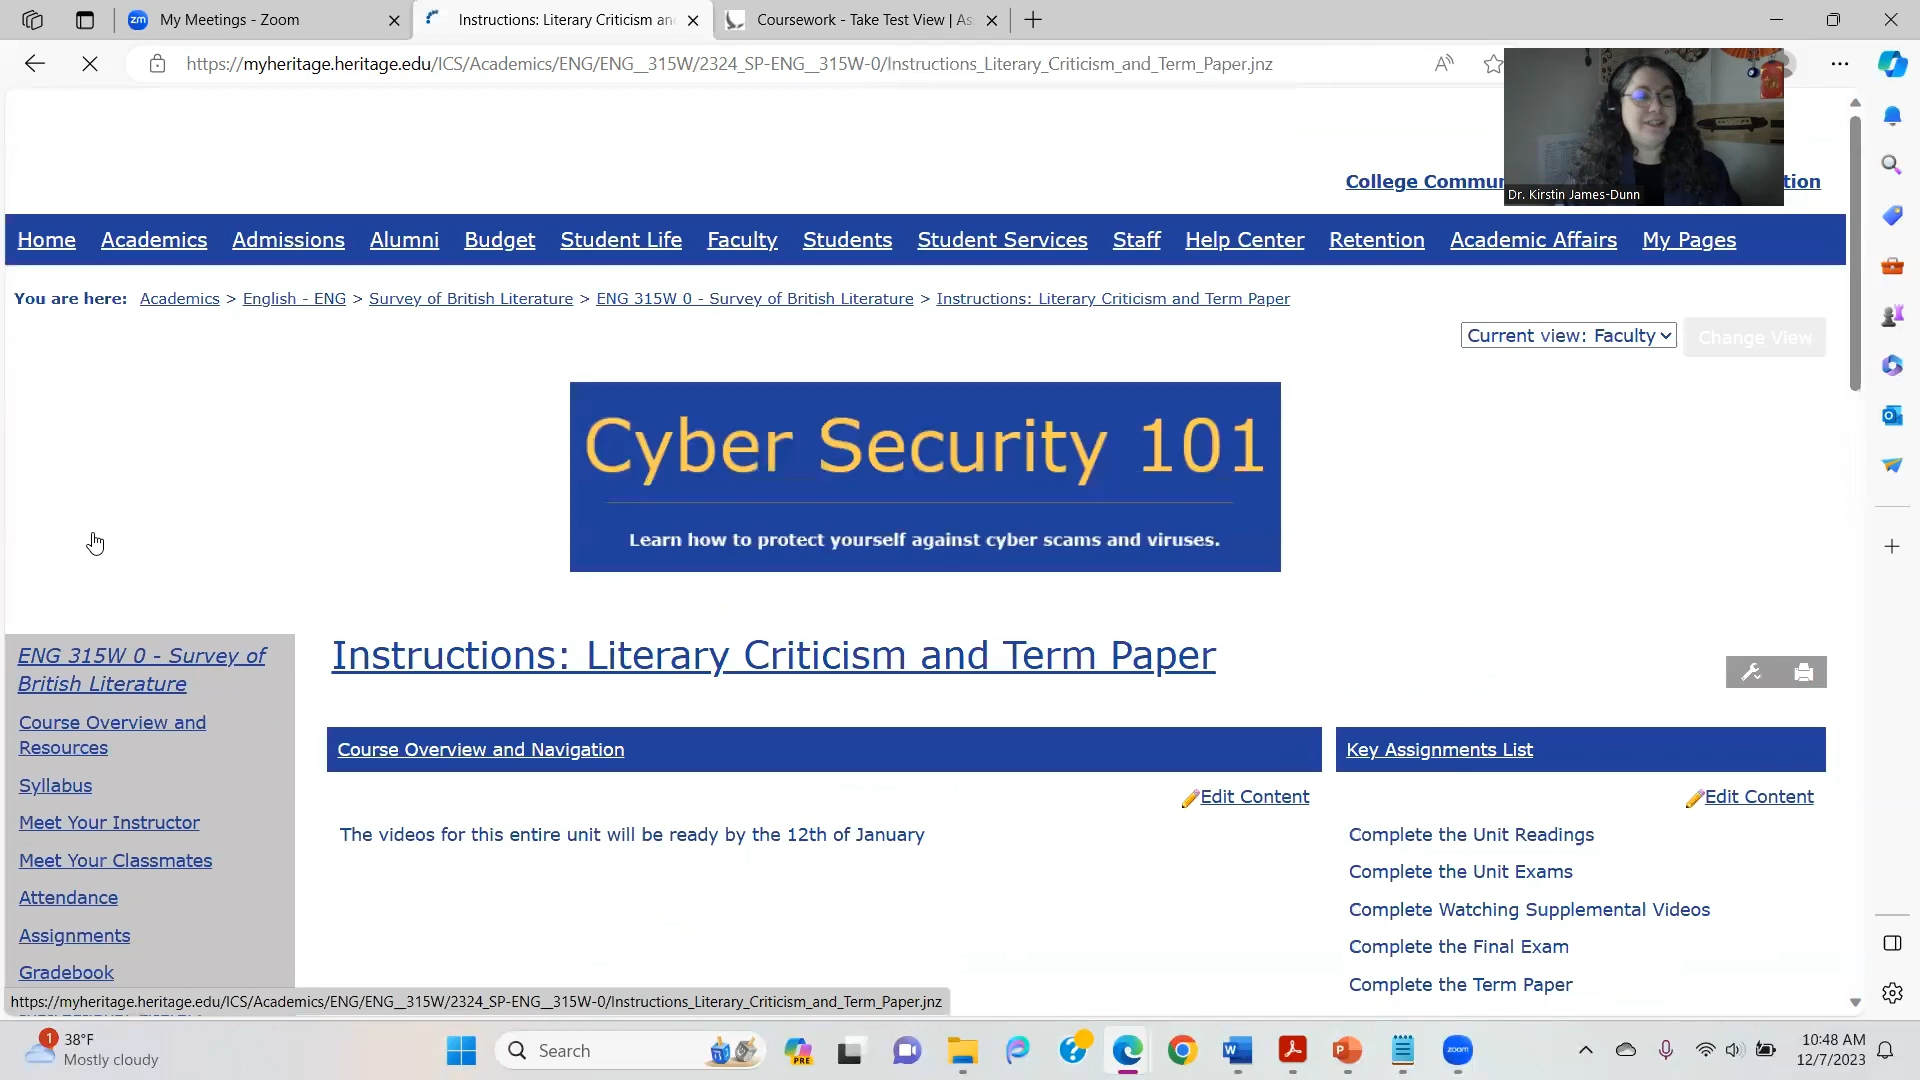 My Meetings - Zoom
Instructions: Literary Criticism an
Coursework - Take Test View | As
https://myheritage.heritage.edu/ICS/Academics/ENG/ENG__315W/2324_SP-ENG__315W-0/Instructions_Literary_Criticism_and_Term_Paper.jnz
Dr. Kirstin James-Dunn
College Commu tion
Home Academics Admissions Alumni Budget Student Life Faculty Students Student Services Staff Help Center Retention Academic Affairs My Pages
You are here: Academics > English - ENG > Survey of British Literature > ENG 315W 0 - Survey of British Literature > Instructions: Literary Criticism and Term Paper
Current view: Faculty Change View
Cyber Security 101
Learn how to protect yourself against cyber scams and viruses.
Instructions: Literary Criticism and Term Paper
ENG 315W 0 - Survey of
British Literature
Course Overview and
Resources
Syllabus
Meet Your Instructor
Meet Your Classmates
Attendance
Assignments
Gradebook
Course Overview and Navigation
Edit Content
The videos for this entire unit will be ready by the 12th of January
Key Assignments List
Edit Content
Complete the Unit Readings
Complete the Unit Exams
Complete Watching Supplemental Videos
Complete the Final Exam
Complete the Term Paper
https://myheritage.heritage.edu/ICS/Academics/ENG/ENG__315W/2324_SP-ENG__315W-0/Instructions_Literary_Criticism_and_Term_Paper.jnz
1
38°F
Mostly cloudy
Search
PRE
zoom
10:48 AM
12/7/2023